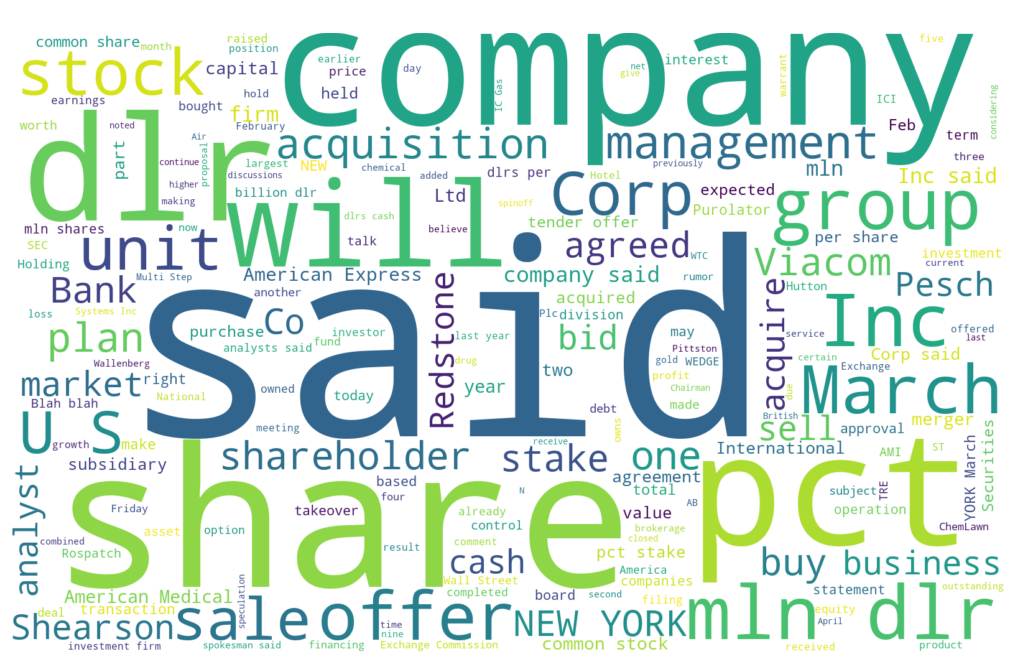 common share
month
raised
position
earlier
price
day
net
give
interest
warrant
five
stock
capital
company
earnings
bought
hold
held
firm
IC Gas
ICI
considering
worth
noted
part
Air
proposal
February
dlr
acquisition
management
Feb
term
three
continue
higher
making
largest
NEW
discussions
chemical
added
previously
billion dlr
dlrs per
Hotel
mln
Inc said
will
Ltd
Corp
expected
Purolator
group
mln shares
now
dlrs cash
spinoff
tender offer
per share
SEC
unit
talk
believe
agreed
WTC
Viacom
investment
current
Holding
Multi Step
American Express
company said
rumor
Hutton
Pesch
Bank
another
Redstone
acquired
acquire
service
offered
last
loss
Systems Inc
purchase
Co
investor
fund
last year
Plc
division
may
gold
WEDGE
Inc
plan
analysts said
bid
Pittston
profit
Corp said
Wallenberg
said
drug
Chairman
certain
Exchange
market
right
owned
today
year
two
made
due
March
Blah blah
National
debt
British
U S
growth
make
meeting
receive
sumo
sell
approval
merger
subsidiary
shareholder
stake
one
International
AMI
ST
analyst
based
four
agreement
total
YORK March
Securities
Friday
share
takeover
already
N
AB
value
pct
subject
TRE
operation
ChemLawn
combined
asset
option
control
brokerage
closed
Rospatch
result
comment
cash
pct stake
America
buy
business
American Medical
Wall Street
companies
statement
deal
transaction
speculation
completed
board
second
filing
equity
outstanding
Shearson
sale
offer
time
nine
NEW YORK
mln dlr
April
investment firm
spokesman said
financing
Exchange Commission
common stock
received
product